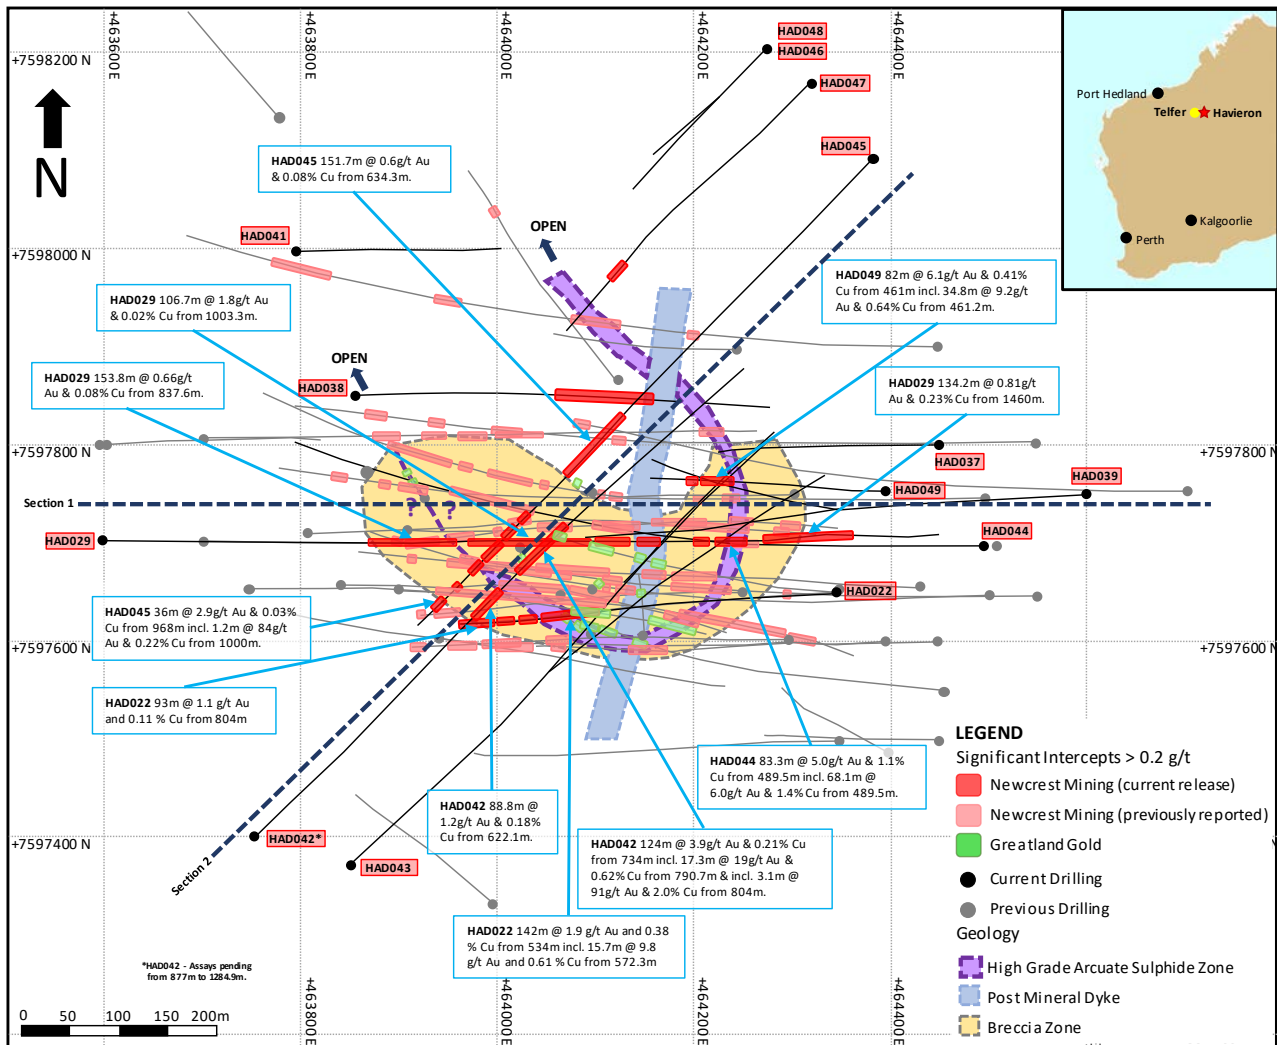 +463600E
+463800E
+464000E
+464200E
+464400E
+7598200 N
HAD048
HAD046
HAD047
HAD045
Port Hedland
Telfer
Havieron
Kalgoorlie
Perth
N
HAD045 151.7m @ 0.6g/t Au
& 0.08% Cu from 634.3m.
OPEN
HAD041
+7598000 N
HAD049 82m @ 6.1g/t Au & 0.41%
Cu from 461m incl. 34.8m @ 9.2g/t
Au & 0.64% Cu from 461.2m.
HAD029 106.7m @ 1.8g/t Au
& 0.02% Cu from 1003.3m.
OPEN
HAD038
HAD029 153.8m @ 0.66g/t
Au & 0.08% Cu from 837.6m.
HAD029 134.2m @ 0.81g/t
Au & 0.23% Cu from 1460m.
+7597800 N
+7597800 N
HAD037
HAD039
HAD049
Section 1
? ?
HAD029
HAD044
HAD022
HAD045 36m @ 2.9g/t Au & 0.03%
Cu from 968m incl. 1.2m @ 84g/t
Au & 0.22% Cu from 1000m.
+7597600 N
+7597600 N
HAD022 93m @ 1.1 g/t Au
and 0.11 % Cu from 804m
HAD044 83.3m @ 5.0g/t Au & 1.1%
Cu from 489.5m incl. 68.1m @
6.0g/t Au & 1.4% Cu from 489.5m.
HAD042 88.8m @
1.2g/t Au & 0.18%
Cu from 622.1m.
HAD042 124m @ 3.9g/t Au & 0.21% Cu
from 734m incl. 17.3m @ 19g/t Au &
0.62% Cu from 790.7m & incl. 3.1m @
91g/t Au & 2.0% Cu from 804m.
+7597400 N
HAD042*
HAD043
Section 2
HAD022 142m @ 1.9 g/t Au and 0.38
% Cu from 534m incl. 15.7m @ 9.8
g/t Au and 0.61 % Cu from 572.3m
*HAD042 - Assays pending
from 877m to 1284.9m.
+463800E
+464000E
+464200E
+464400E
0 50 100 150 200m
LEGEND
Significant Intercepts > 0.2 g/t
Newcrest Mining (current release)
Newcrest Mining (previously reported)
Greatland Gold
Current Drilling
Previous Drilling
Geology
High Grade Arcuate Sulphide Zone
Post Mineral Dyke
Breccia Zone